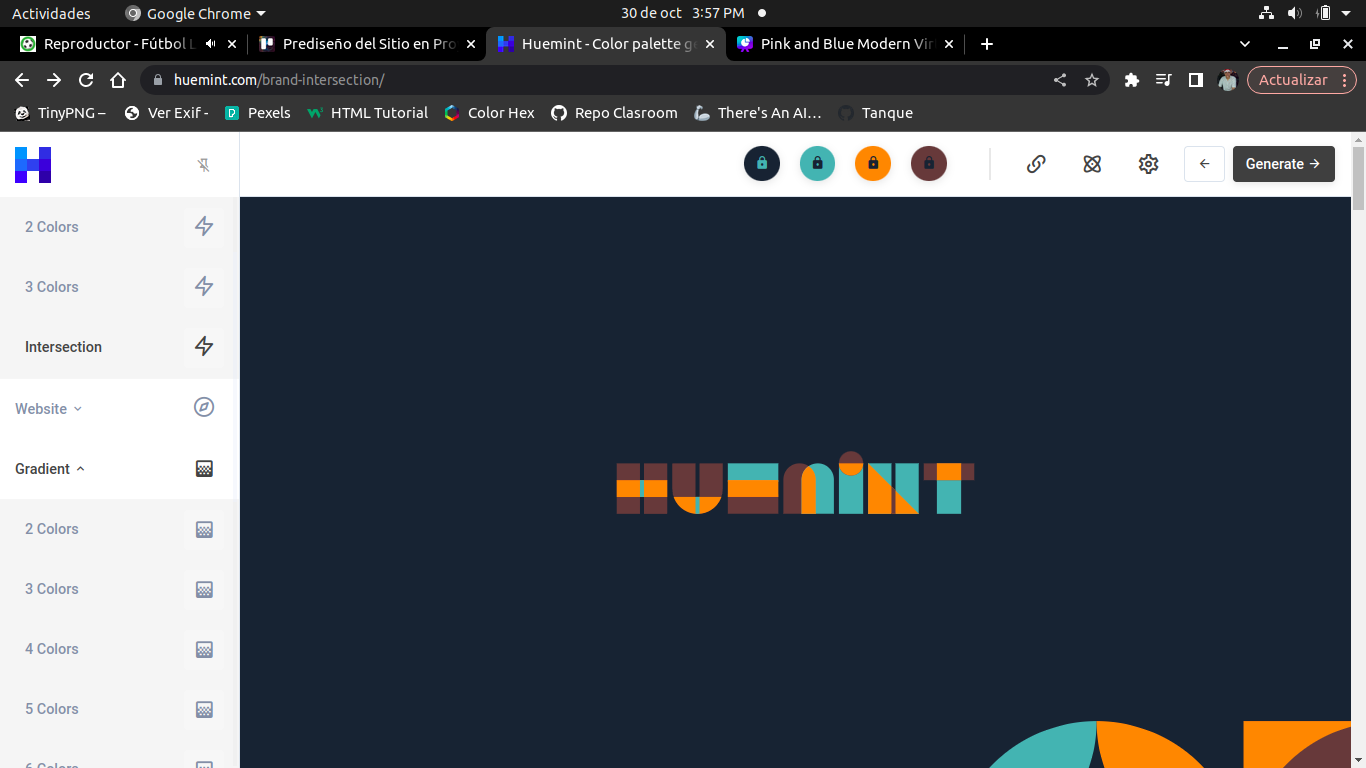 Actividades Google Chrome 30 de oct 3:57 PM
Reproductor - Fútbol L Prediseño del Sitio en Pro Huemint - Color palette ge Pink and Blue Modern Vir
huemint.com/brand-intersection/ Actualizar
TinyPNG – Ver Exif - Pexels HTML Tutorial Color Hex Repo Clasroom There's An AI… Tanque
Generate
2 Colors
3 Colors
Intersection
Website
Gradient
HUEMINT
2 Colors
3 Colors
4 Colors
5 Colors
6 Colors